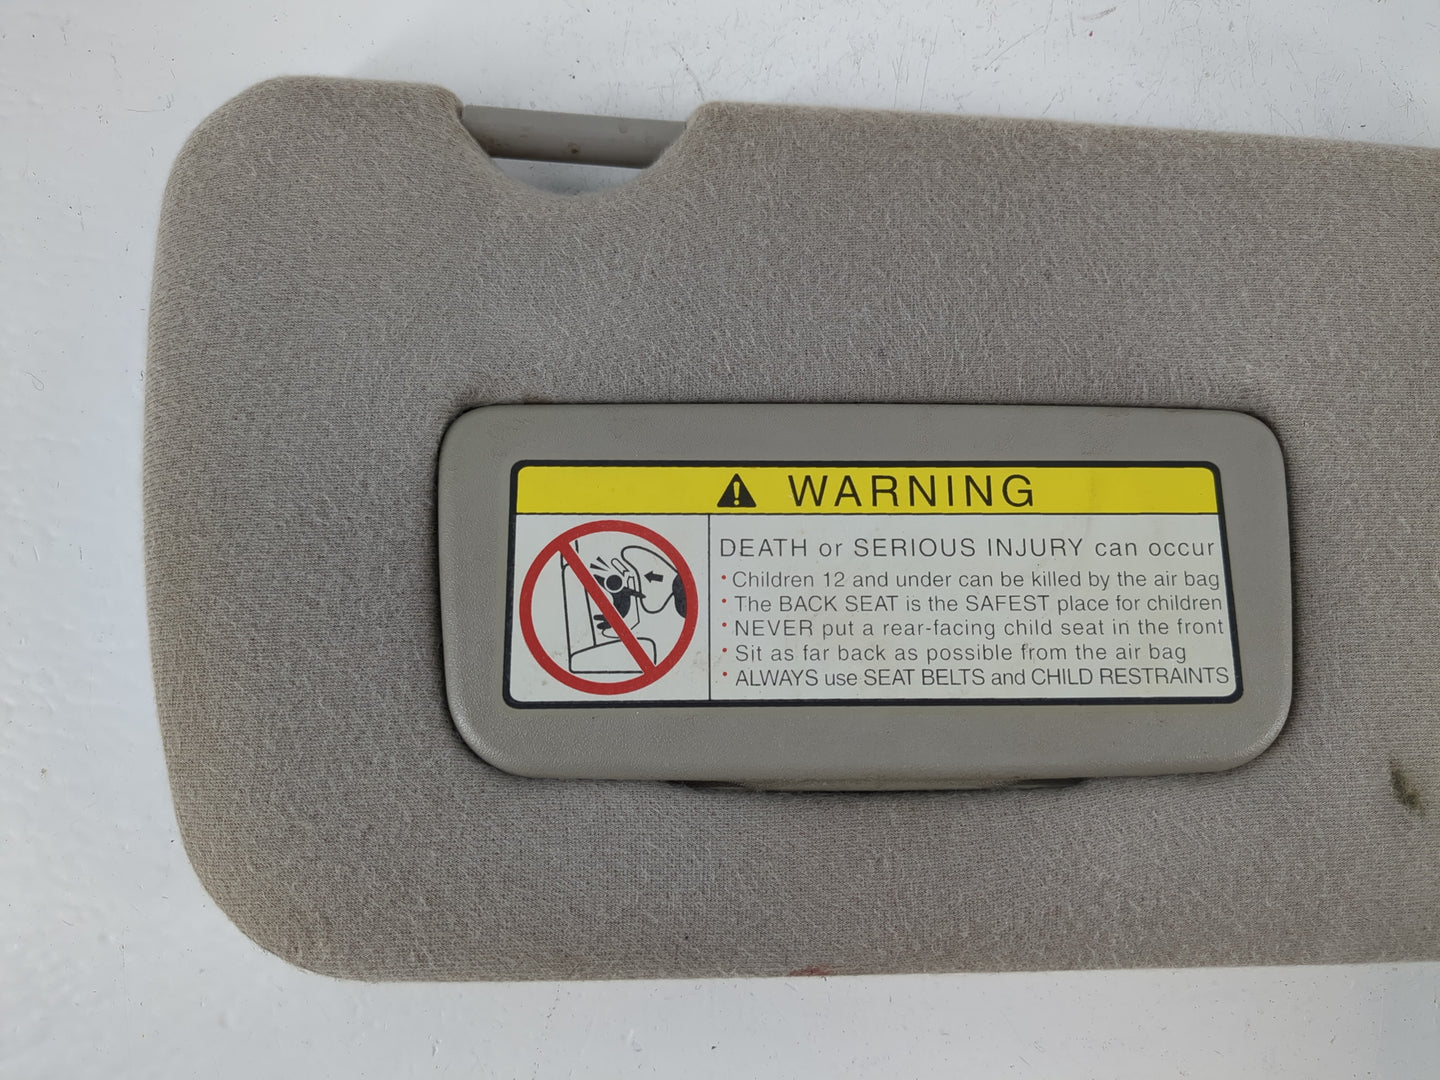 WARNING
DEATH or SERIOUS INJURY can occur
•Children 12 and under can be killed by the air bag
•The BACK SEAT is the SAFEST place for children
•NEVER put a rear-facing child seat in the front
•Sit as far back as possible from the air bag
•ALWAYS use SEAT BELTS and CHILD RESTRAINTS